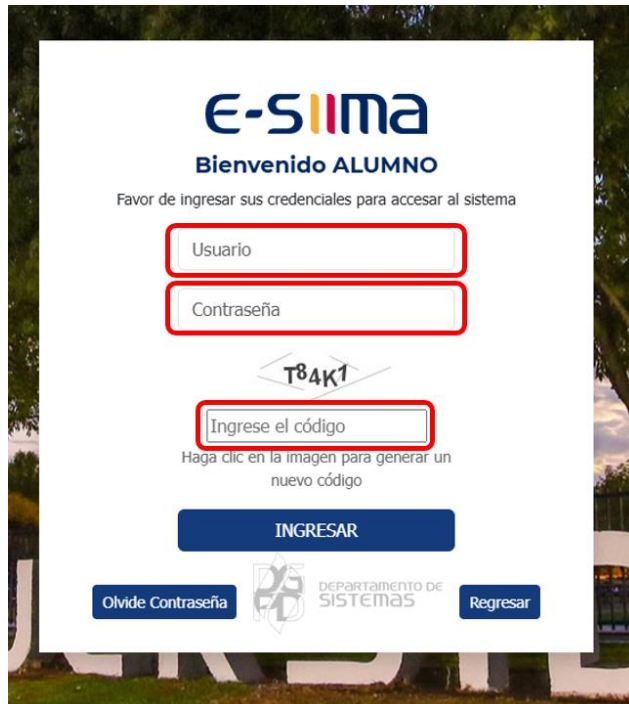 e-siima
Bienvenido ALUMNO
Favor de ingresar sus credenciales para accesar al sistema
Usuario
Contraseña
T84K1
Ingrese el código
Haga clic en la imagen para generar un
nuevo código
INGRESAR
DEPARTAMENTO DE
SISTEMAS
Olvide Contraseña
Regresar